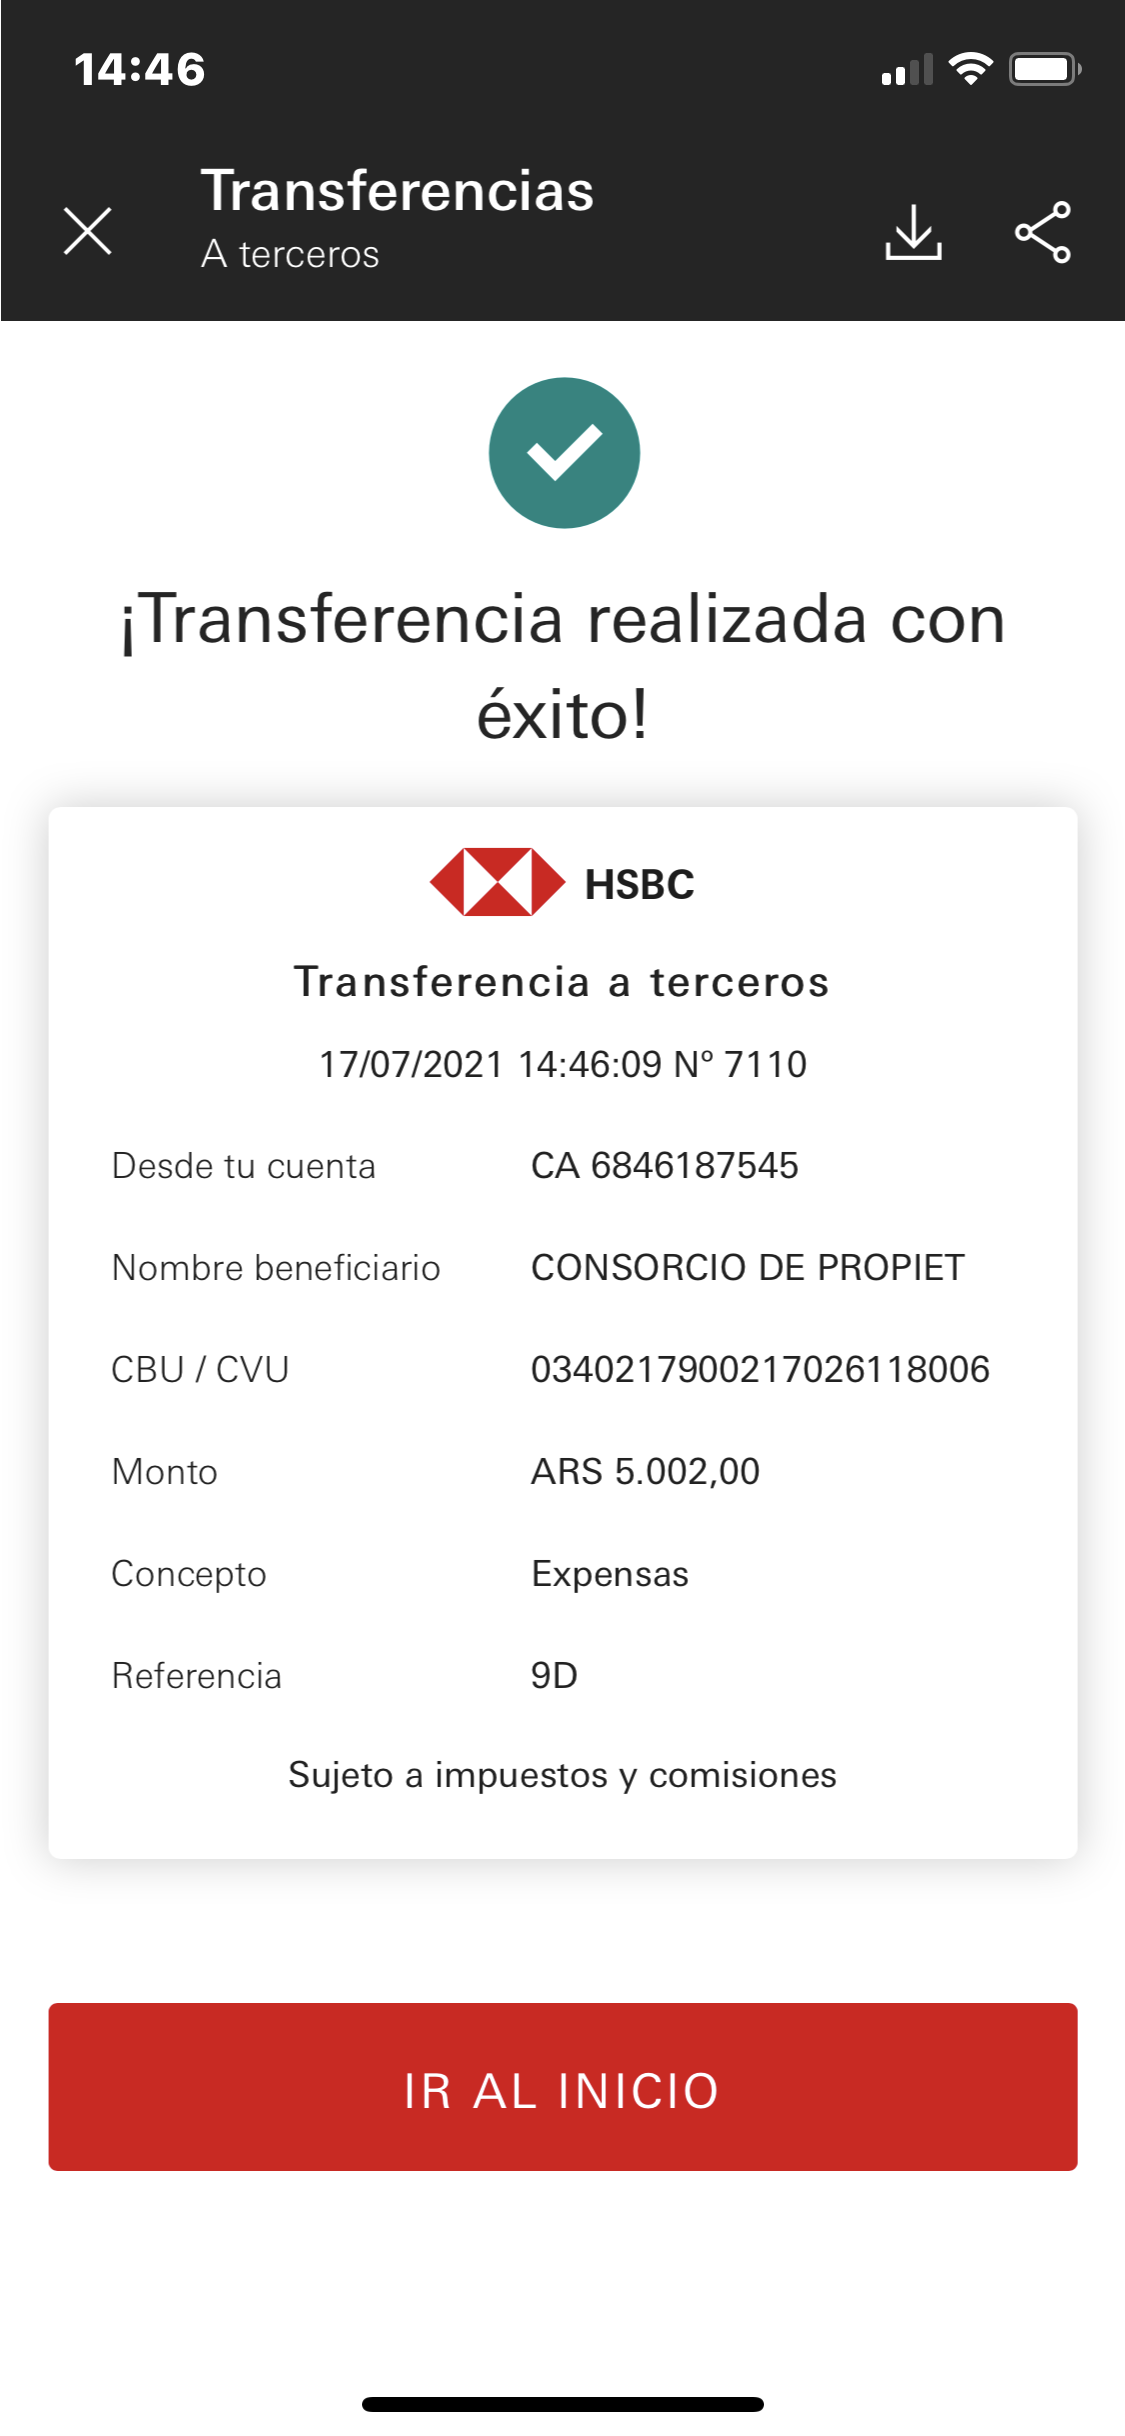 14:46
Transferencias
A terceros
¡Transferencia realizada con
éxito!
HSBC
Transferencia a terceros
17/07/2021 14:46:09 N° 7110
Desde tu cuenta CA 6846187545
Nombre beneficiario CONSORCIO DE PROPIET
CBU / CVU 0340217900217026118006
Monto ARS 5.002,00
Concepto Expensas
Referencia 9D
Sujeto a impuestos y comisiones
IR AL INICIO